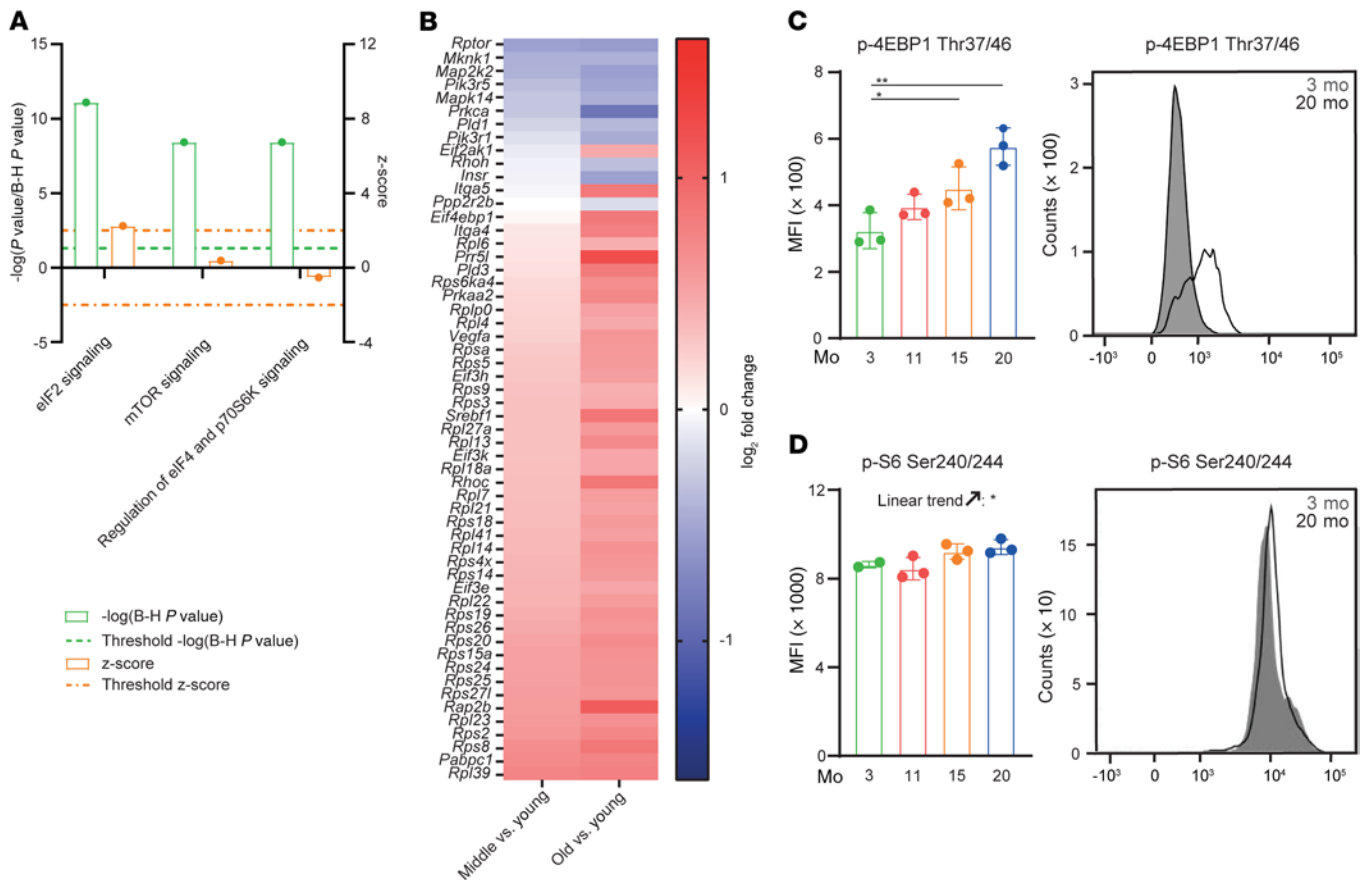 A
-log(P value/B-H P value)
15
10
5
0
-5
12
8
4
0
-4
z-score
eIF2 signaling
mTOR signaling
Regulation of eIF4 and p70S6K signaling
-log(B-H P value)
Threshold -log(B-H P value)
z-score
Threshold z-score
B
Rptor
Mknk1
Map2k2
Pik3r5
Mapk14
Prkca
Pld1
Pik3r1
Eif2ak1
Rhoh
Insr
Itga5
Ppp2r2b
Eif4ebp1
Itga4
Rpl6
Prr5l
Pld3
Rps6ka4
Prkaa2
Rplp0
Rpl4
Vegfa
Rpsa
Rps5
Eif3h
Rps9
Rps3
Srebf1
Rpl27a
Rpl13
Eif3k
Rpl18a
Rhoc
Rpl7
Rpl21
Rps18
Rpl41
Rpl14
Rps4x
Rps14
Eif3e
Rpl22
Rps19
Rps26
Rps20
Rps15a
Rps24
Rps25
Rps27l
Rap2b
Rpl23
Rps2
Rps8
Pabpc1
Rpl39
Middle vs. young
Old vs. young
1
0
-1
log2 fold change
C
p-4EBP1 Thr37/46
MFI (× 100)
8
6
4
2
0
**
*
Mo
3
11
15
20
p-4EBP1 Thr37/46
3 mo
20 mo
Counts (× 100)
3
2
1
0
-10³
0
10³
10⁴
10⁵
D
p-S6 Ser240/244
Linear trend ↗: *
MFI (× 1000)
12
8
4
0
Mo
3
11
15
20
p-S6 Ser240/244
3 mo
20 mo
Counts (× 10)
15
10
5
0
-10³
0
10³
10⁴
10⁵